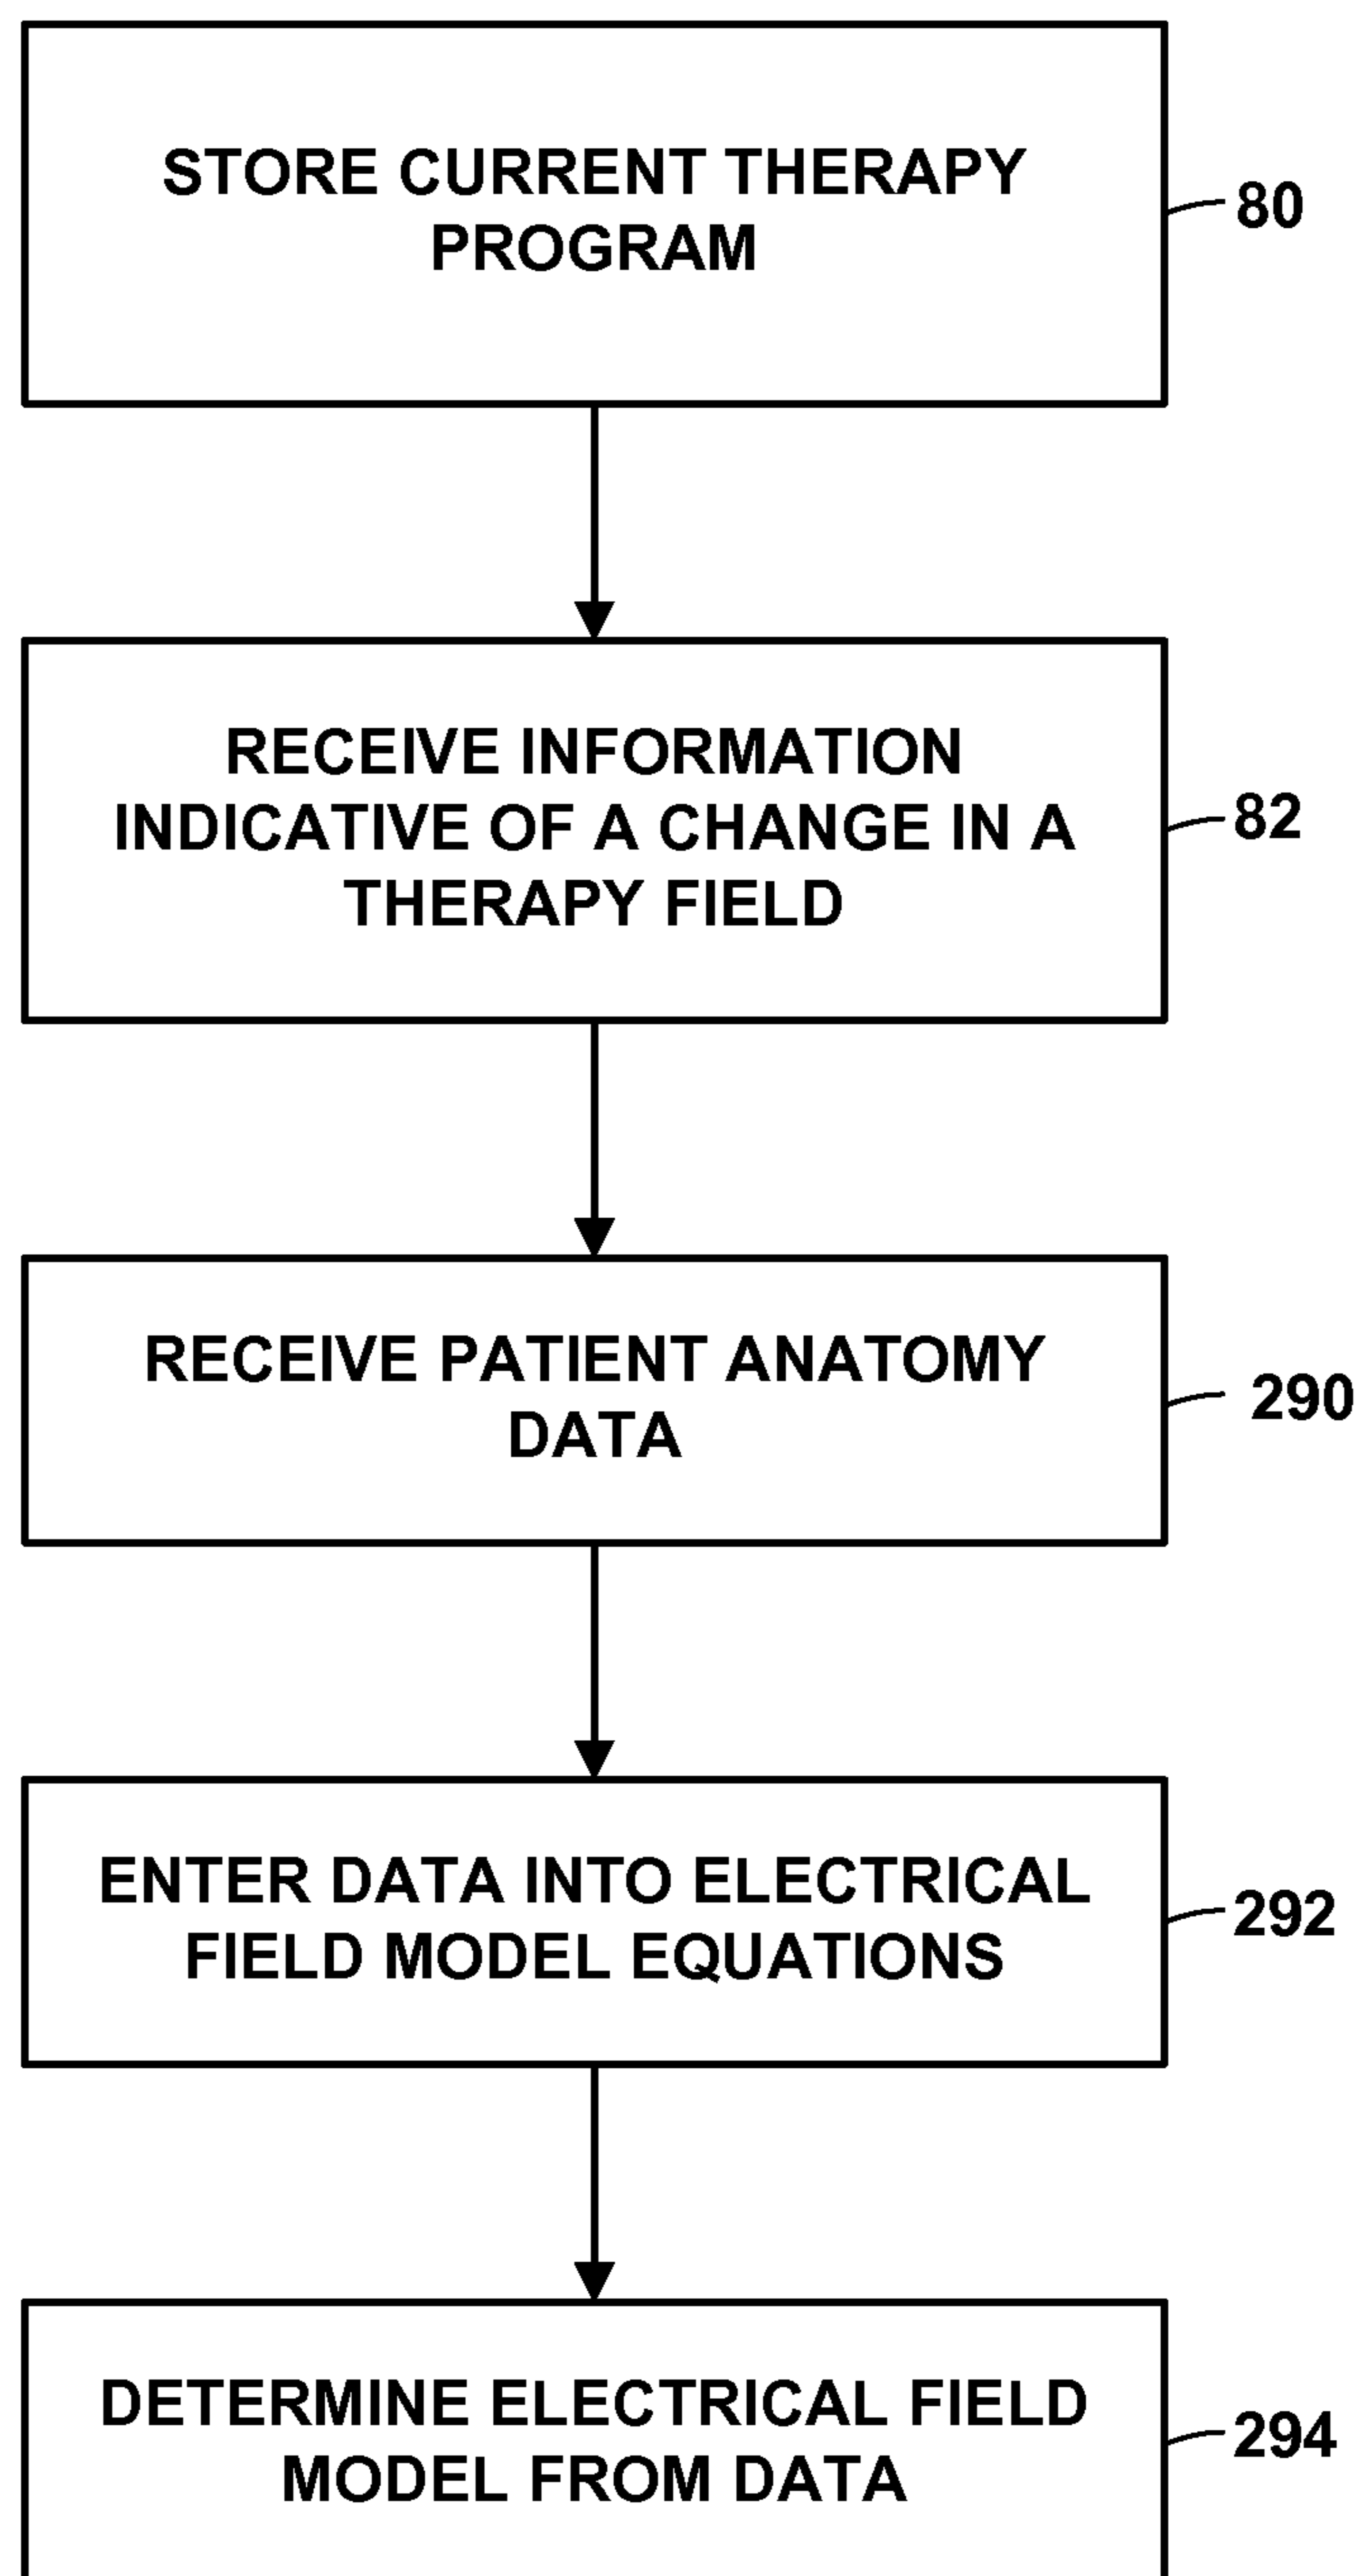 STORE CURRENT THERAPY
PROGRAM
80
RECEIVE INFORMATION
INDICATIVE OF A CHANGE IN A
THERAPY FIELD
82
RECEIVE PATIENT ANATOMY
DATA
290
ENTER DATA INTO ELECTRICAL
FIELD MODEL EQUATIONS
292
DETERMINE ELECTRICAL FIELD
MODEL FROM DATA
294